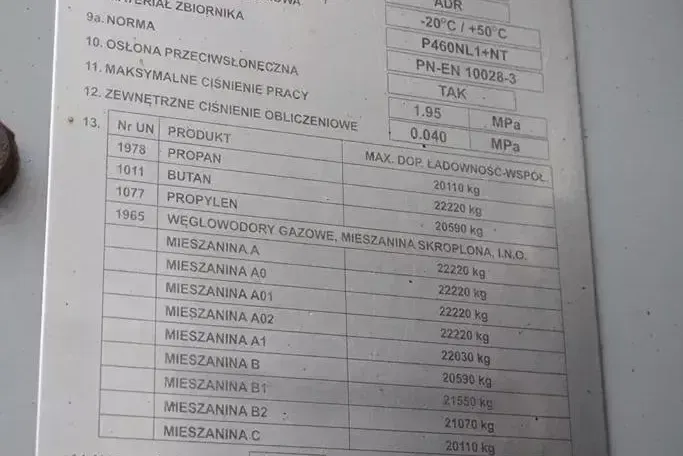 ADR
MATERIAŁ ZBIORNIKA -20°C / +50°C
9a. NORMA P460NL1+NT
10. OSŁONA PRZECIWSŁONĘCZNA PN-EN 10028-3
11. MAKSYMALNE CIŚNIENIE PRACY TAK
12. ZEWNĘTRZNE CIŚNIENIE OBLICZENIOWE 1.95 MPa
13. 0.040 MPa
Nr UN PRODUKT MAX. DOP. ŁADOWNOŚĆ-WSPÓŁ.
1978 PROPAN 20110 kg
1011 BUTAN 22220 kg
1077 PROPYLEN 20590 kg
1965 WĘGLOWODORY GAZOWE, MIESZANINA SKROPLONA, I.N.O.
MIESZANINA A 22220 kg
MIESZANINA A0 22220 kg
MIESZANINA A01 22220 kg
MIESZANINA A02 22220 kg
MIESZANINA A1 22030 kg
MIESZANINA B 20590 kg
MIESZANINA B1 21550 kg
MIESZANINA B2 21070 kg
MIESZANINA C 20110 kg